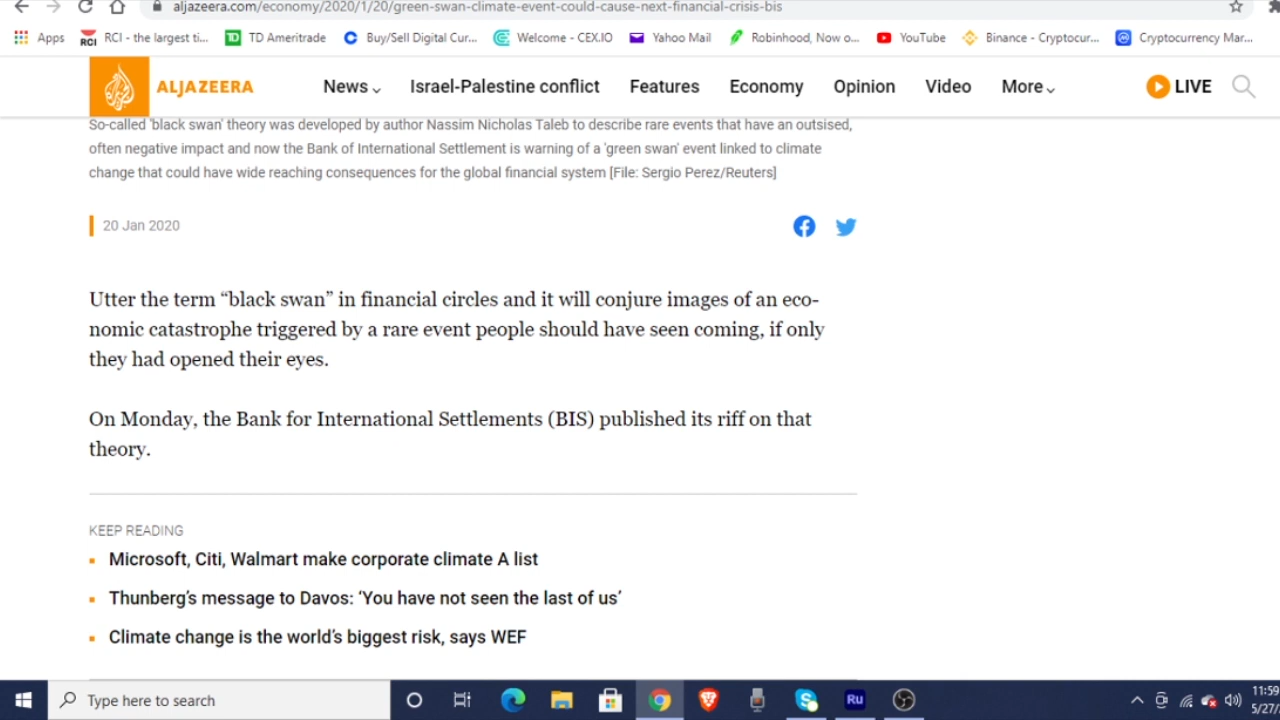 aljazeera.com/economy/2020/1/20/green-swan-climate-event-could-cause-next-financial-crisis-bis
Apps RCI - the largest ti... TD Ameritrade Buy/Sell Digital Cur... Welcome - CEX.IO Yahoo Mail Robinhood, Now o... YouTube Binance - Cryptocur... Cryptocurrency Mar...
ALJAZEERA News Israel-Palestine conflict Features Economy Opinion Video More LIVE
So-called 'black swan' theory was developed by author Nassim Nicholas Taleb to describe rare events that have an outsised,
often negative impact and now the Bank of International Settlement is warning of a 'green swan' event linked to climate
change that could have wide reaching consequences for the global financial system [File: Sergio Perez/Reuters]
20 Jan 2020
Utter the term “black swan” in financial circles and it will conjure images of an eco-
nomic catastrophe triggered by a rare event people should have seen coming, if only
they had opened their eyes.
On Monday, the Bank for International Settlements (BIS) published its riff on that
theory.
KEEP READING
Microsoft, Citi, Walmart make corporate climate A list
Thunberg’s message to Davos: ‘You have not seen the last of us’
Climate change is the world’s biggest risk, says WEF
Type here to search
Ru
11:59
5/27/